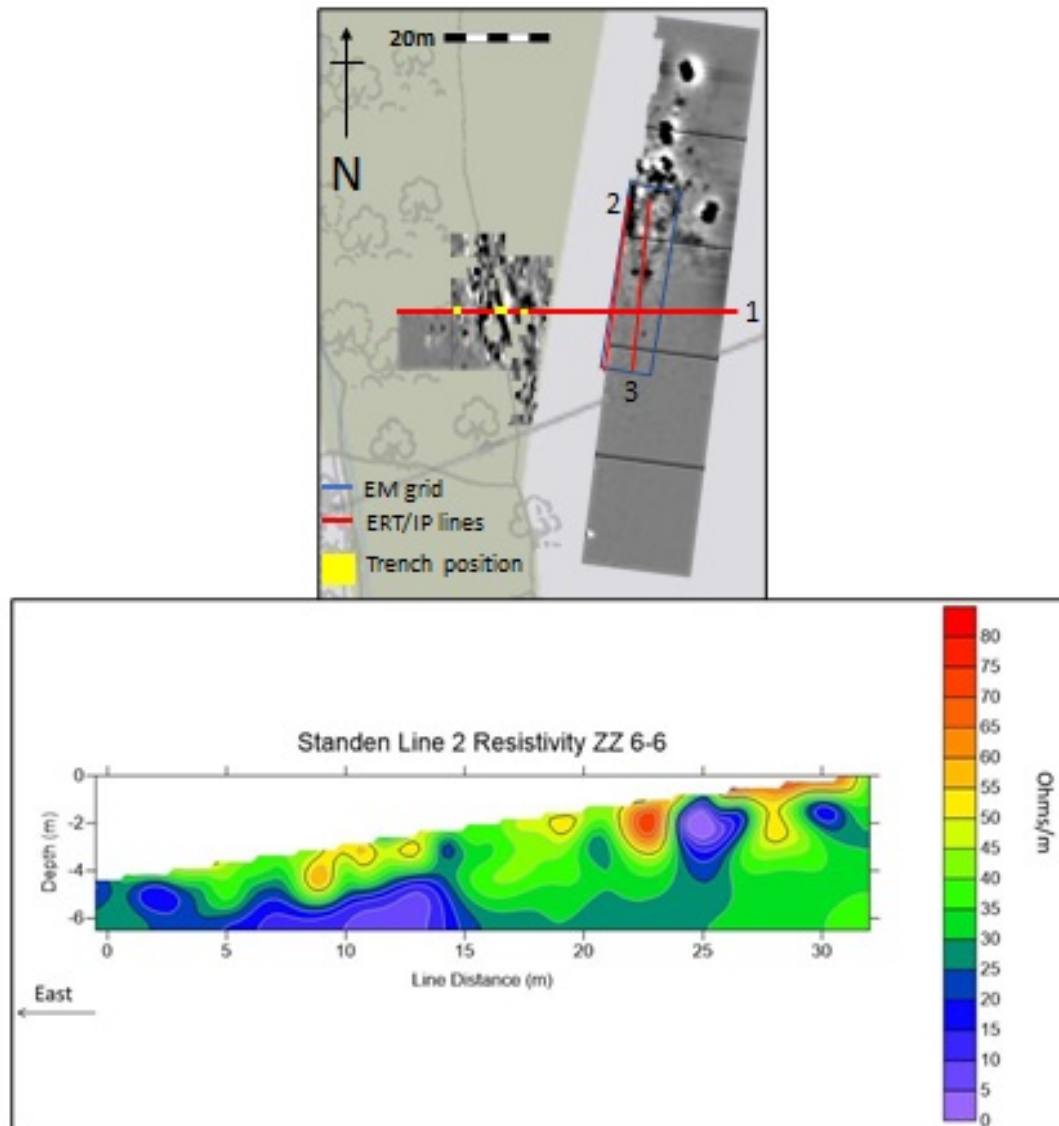 20m
N
2
1
3
EM grid
ERT/IP lines
Trench position
Standen Line 2 Resistivity ZZ 6-6
Depth (m)
0
-2
-4
-6
0 5 10 15 20 25 30
Line Distance (m)
East
80
75
70
65
60
55
50
45
40
35
30
25
20
15
10
5
0
Ohms/m